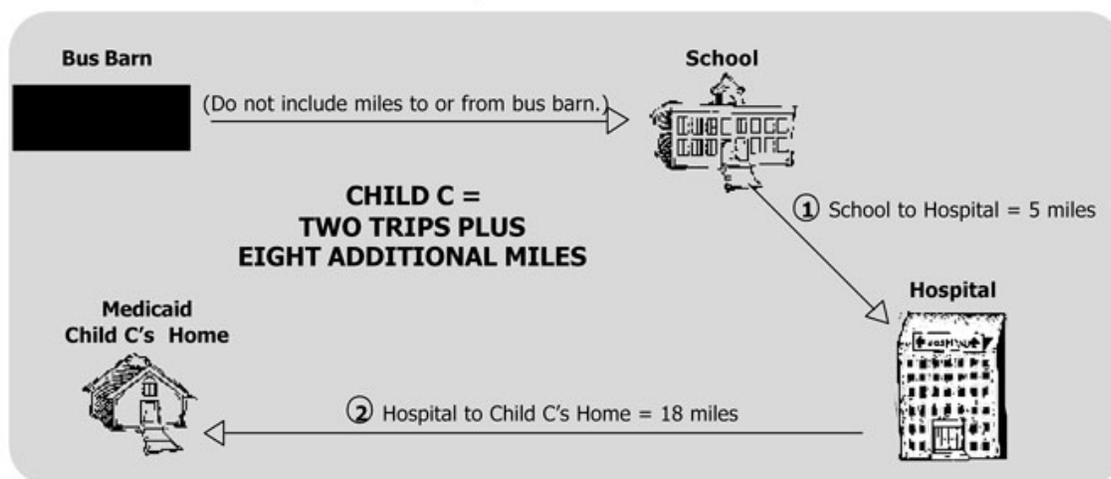 Bus Barn
School
(Do not include miles to or from bus barn.)
CHILD C =
TWO TRIPS PLUS
EIGHT ADDITIONAL MILES
1 School to Hospital = 5 miles
Hospital
Medicaid
Child C's Home
2 Hospital to Child C's Home = 18 miles